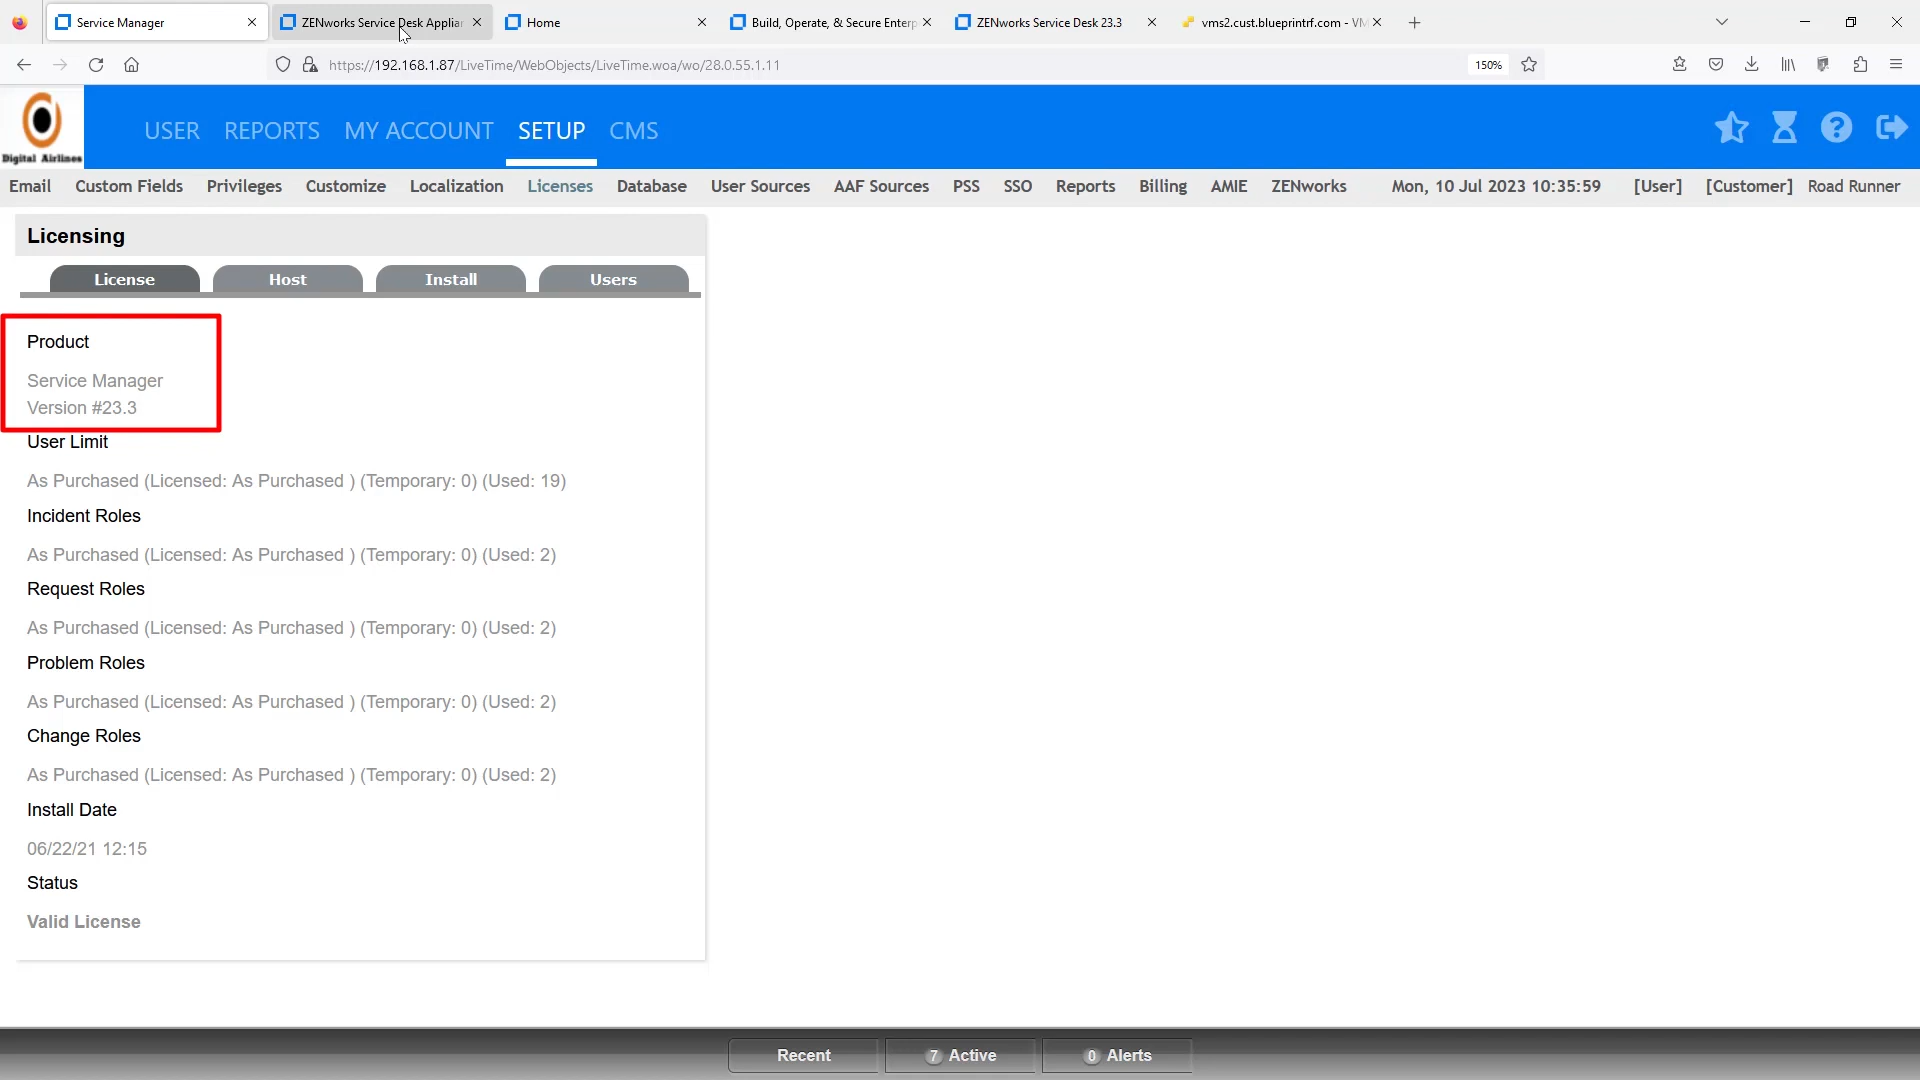 Service Manager
ZENworks Service Desk Applian
Home
Build, Operate, & Secure Enterp
ZENworks Service Desk 23.3
vms2.cust.blueprintrf.com - VM
https://192.168.1.87/LiveTime/WebObjects/LiveTime.woa/wo/28.0.55.1.11
150%
Digital Airlines
USER REPORTS MY ACCOUNT SETUP CMS
Email Custom Fields Privileges Customize Localization Licenses Database User Sources AAF Sources PSS SSO Reports Billing AMIE ZENworks Mon, 10 Jul 2023 10:35:59 [User] [Customer] Road Runner
Licensing
License Host Install Users
Product
Service Manager
Version #23.3
User Limit
As Purchased (Licensed: As Purchased ) (Temporary: 0) (Used: 19)
Incident Roles
As Purchased (Licensed: As Purchased ) (Temporary: 0) (Used: 2)
Request Roles
As Purchased (Licensed: As Purchased ) (Temporary: 0) (Used: 2)
Problem Roles
As Purchased (Licensed: As Purchased ) (Temporary: 0) (Used: 2)
Change Roles
As Purchased (Licensed: As Purchased ) (Temporary: 0) (Used: 2)
Install Date
06/22/21 12:15
Status
Valid License
Recent 7 Active 0 Alerts